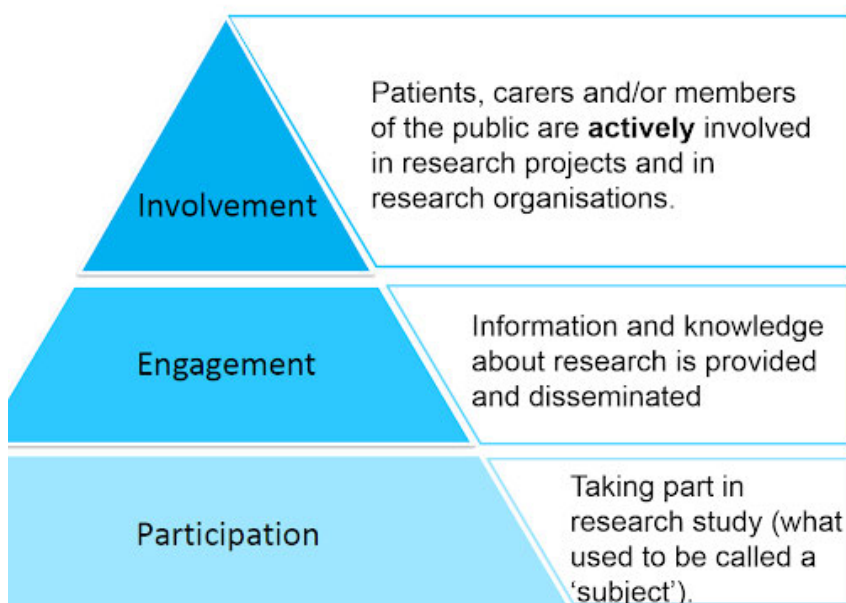 Involvement
Patients, carers and/or members
of the public are actively involved
in research projects and in
research organisations.
Engagement
Information and knowledge
about research is provided
and disseminated
Participation
Taking part in
research study (what
used to be called a
‘subject’).